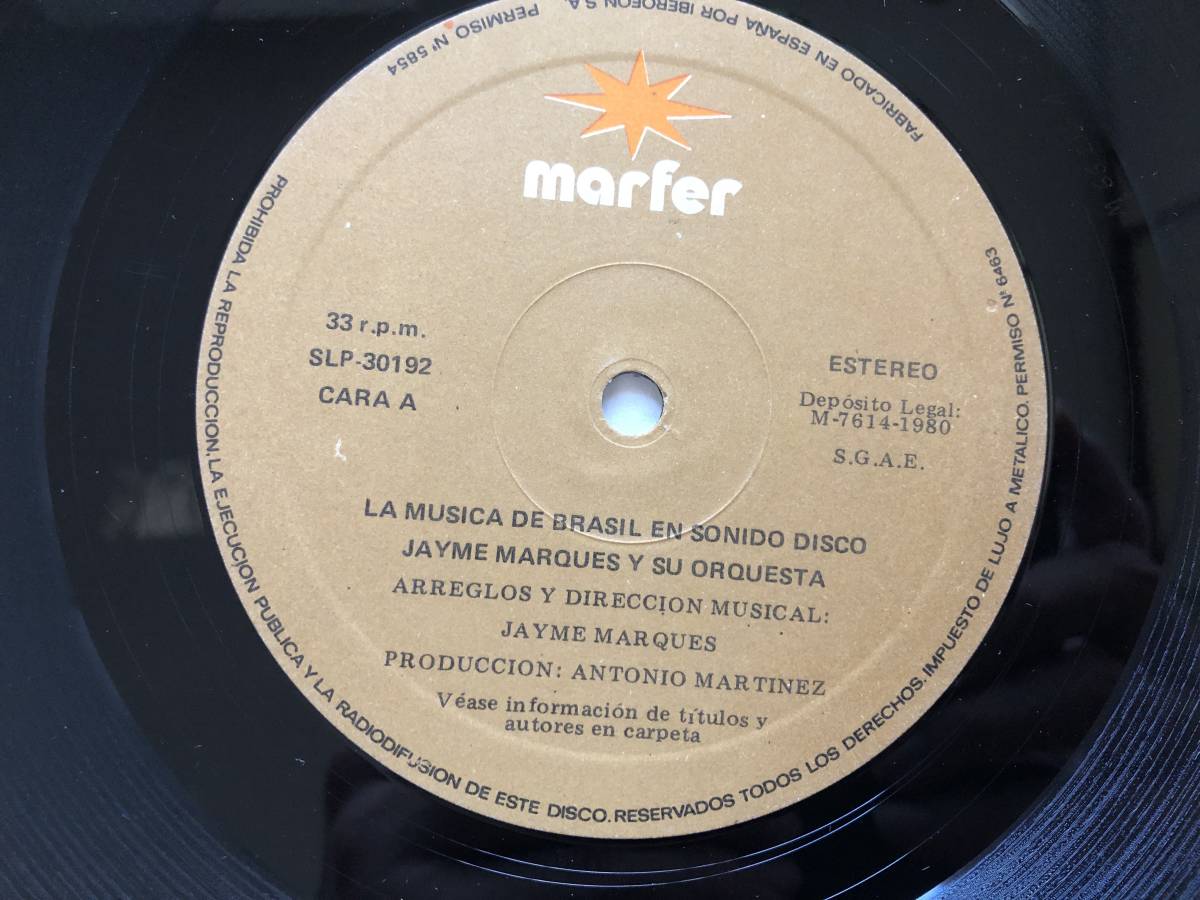 marfer
33 r.p.m.
SLP-30192
CARA A
ESTEREO
Depósito Legal:
M-7614-1980
S.G.A.E.
LA MUSICA DE BRASIL EN SONIDO DISCO
JAYME MARQUES Y SU ORQUESTA
ARREGLOS Y DIRECCION MUSICAL:
JAYME MARQUES
PRODUCCION: ANTONIO MARTINEZ
Véase información de títulos y
autores en carpeta
PROHIBIDA LA REPRODUCCION, LA EJECUCION PUBLICA Y LA RADIODIFUSION DE ESTE DISCO. RESERVADOS TODOS LOS DERECHOS. IMPUESTO DE LUJO A METALICO. PERMISO Nº 6463
FABRICADO EN ESPAÑA POR IBEROFON S.A. PERMISO Nº 5854